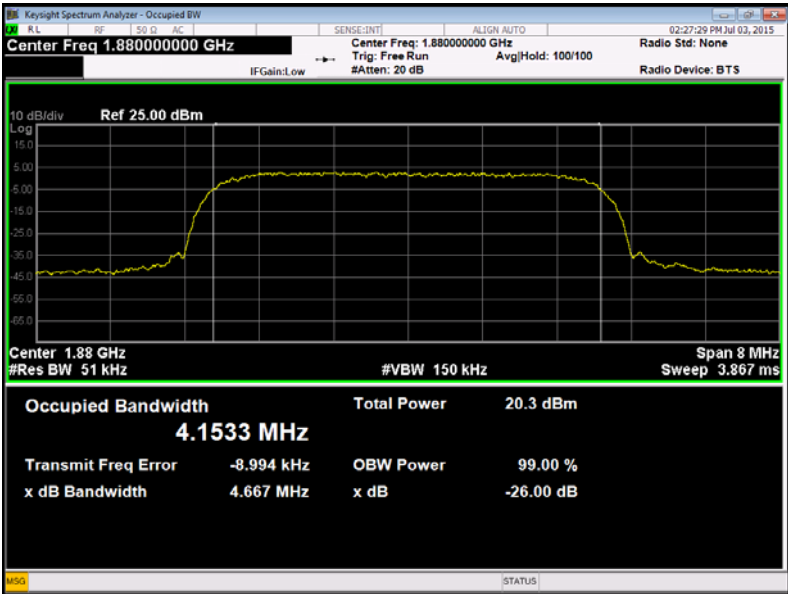 Keysight Spectrum Analyzer - Occupied BW
RL RF 50 Ω AC SENSE:INT ALIGN AUTO 02:27:29 PM Jul 03, 2015
Center Freq 1.880000000 GHz Center Freq: 1.880000000 GHz Radio Std: None
Trig: Free Run Avg|Hold: 100/100
IFGain:Low #Atten: 20 dB Radio Device: BTS
10 dB/div Ref 25.00 dBm
Log
15.0
5.00
-5.00
-15.0
-25.0
-35.0
-45.0
-55.0
-65.0
Center 1.88 GHz Span 8 MHz
#Res BW 51 kHz #VBW 150 kHz Sweep 3.867 ms
Occupied Bandwidth Total Power 20.3 dBm
4.1533 MHz
Transmit Freq Error -8.994 kHz OBW Power 99.00 %
x dB Bandwidth 4.667 MHz x dB -26.00 dB
MSG STATUS